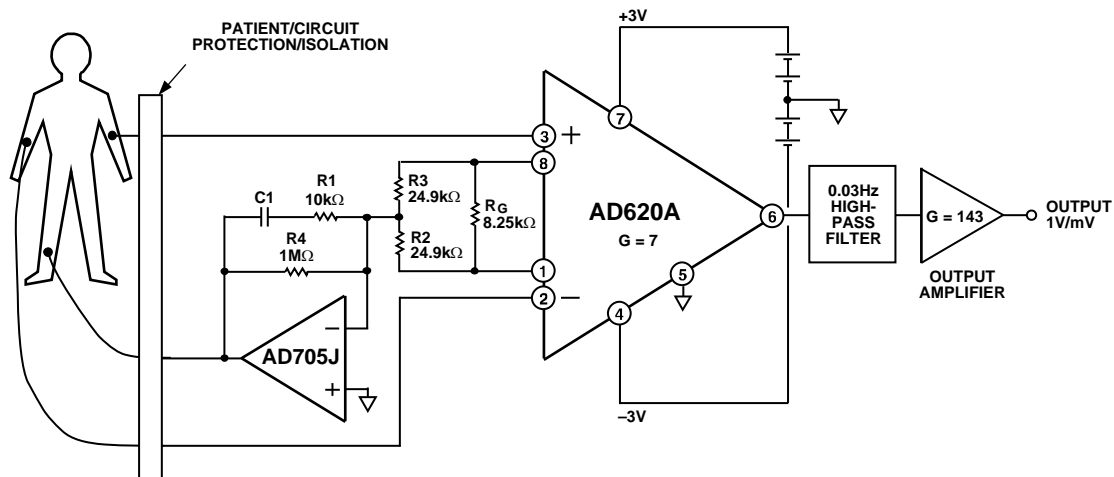 PATIENT/CIRCUIT
PROTECTION/ISOLATION
+3V
3
+
8
7
C1
R1
10kΩ
R3
24.9kΩ
RG
8.25kΩ
R4
1MΩ
R2
24.9kΩ
AD620A
G = 7
6
0.03Hz
HIGH-
PASS
FILTER
G = 143
OUTPUT
1V/mV
OUTPUT
AMPLIFIER
1
2
–
5
4
AD705J
–
+
–3V